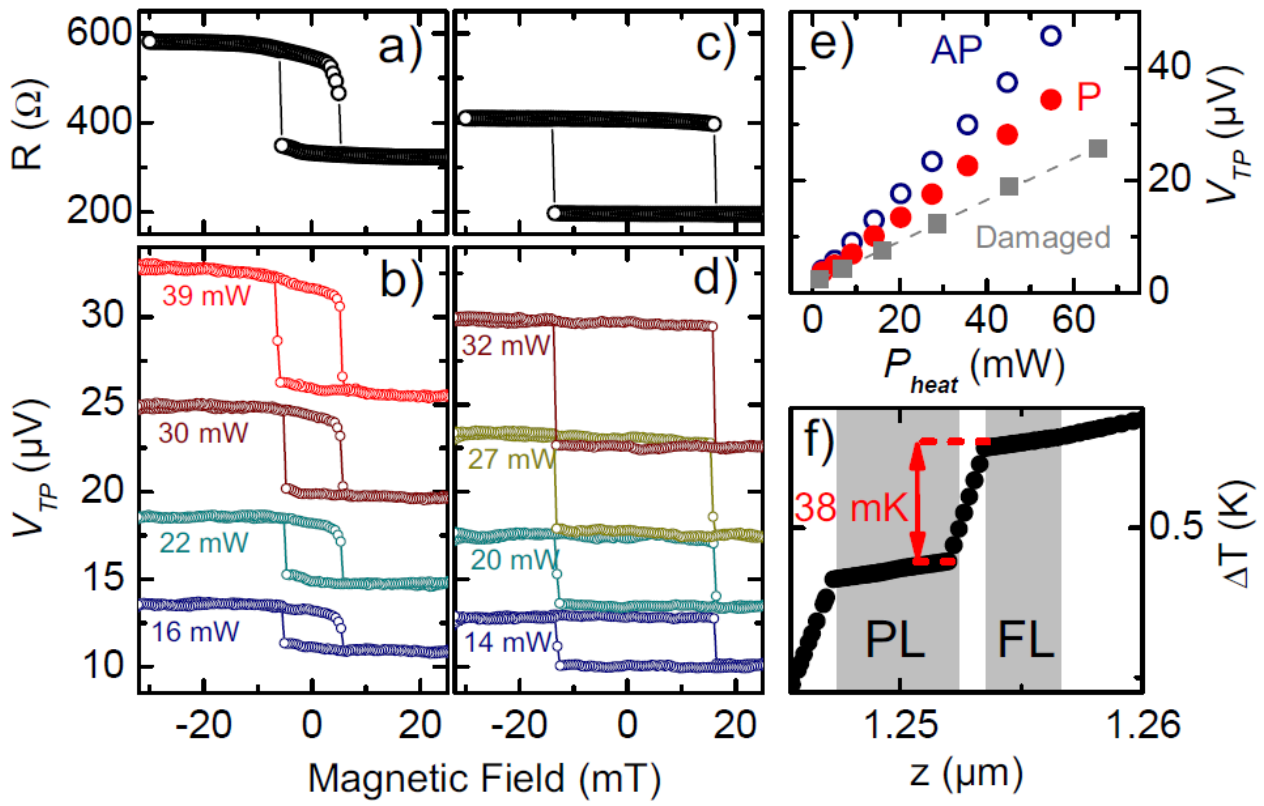 a)
600
400
200
R (Ω)
c)
e)
AP
P
Damaged
40
20
0
V_TP (µV)
0 20 40 60
P_heat (mW)
b)
39 mW
30 mW
22 mW
16 mW
30
25
20
15
10
V_TP (µV)
d)
32 mW
27 mW
20 mW
14 mW
-20 0 20
-20 0 20
Magnetic Field (mT)
f)
38 mK
PL
FL
0.5
ΔT (K)
1.25 1.26
z (µm)